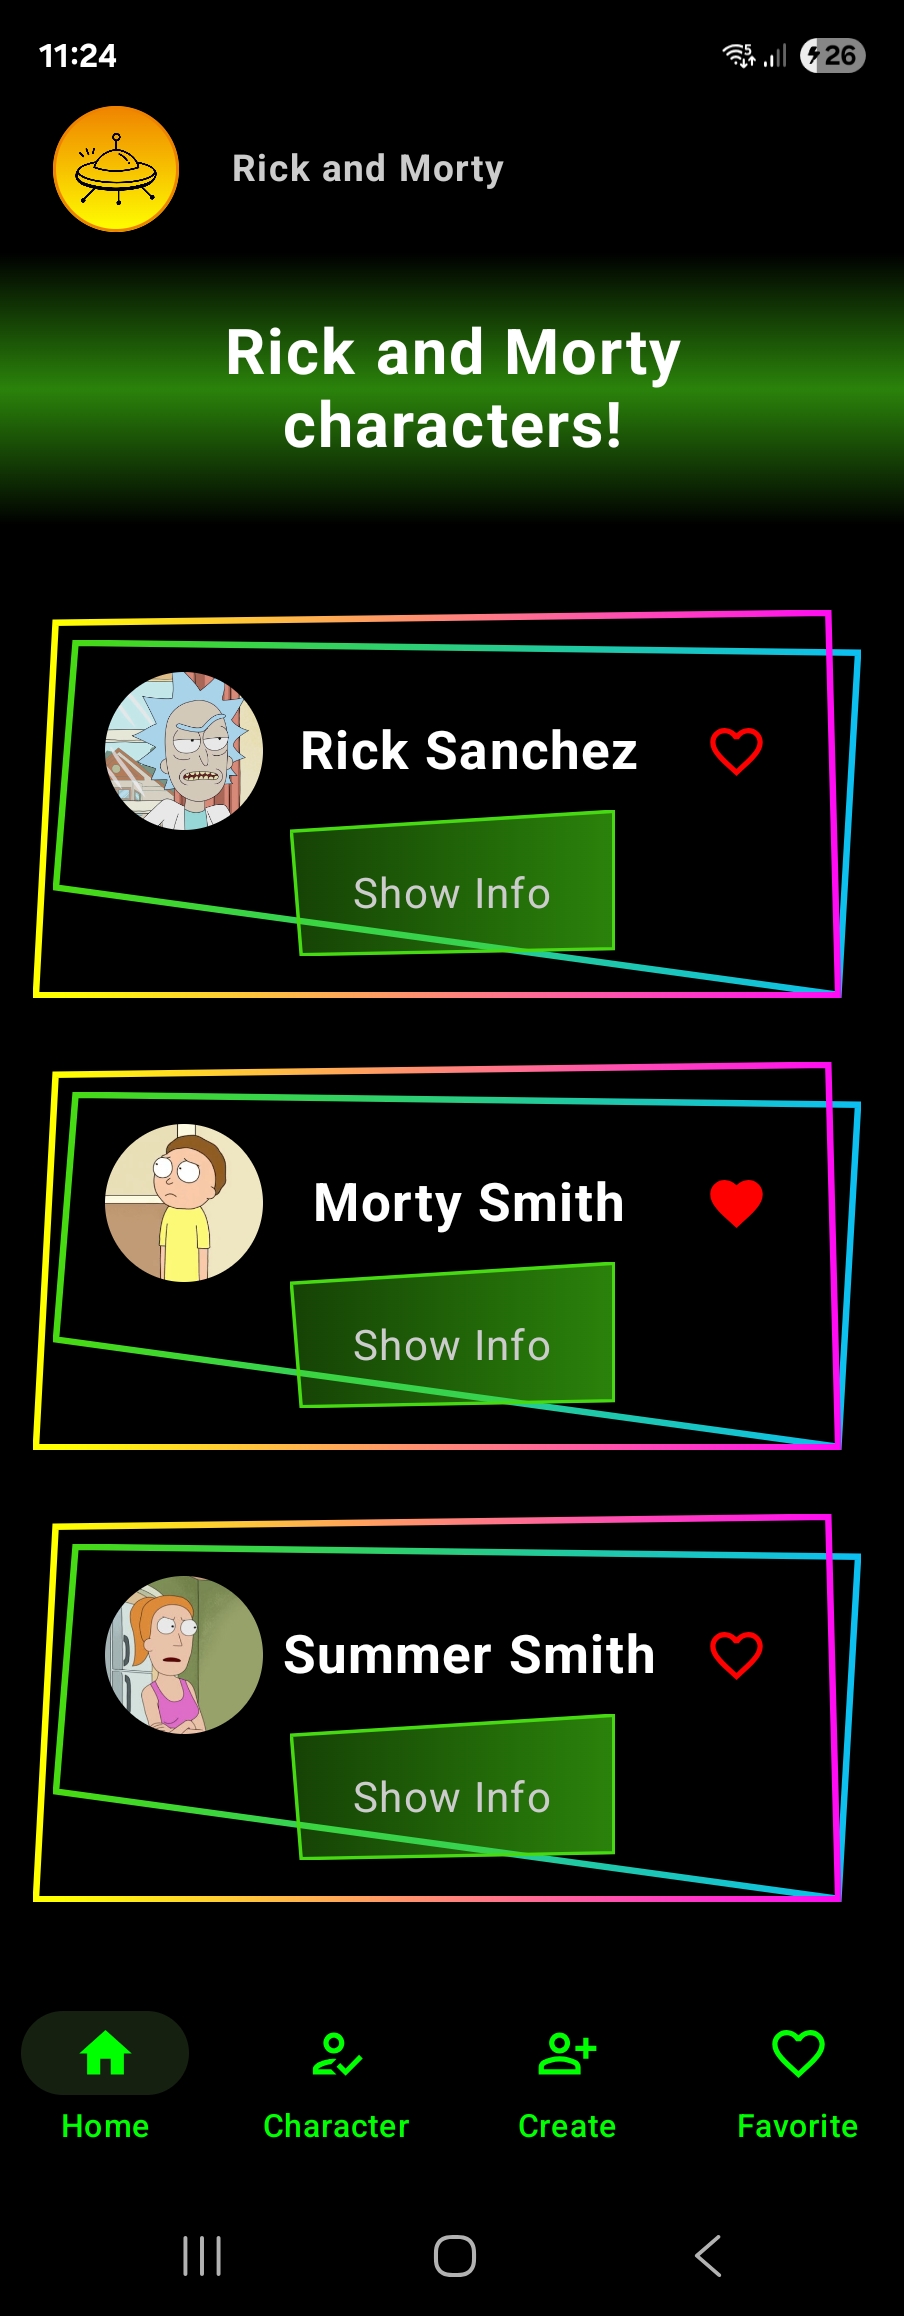 11:24
5
26
Rick and Morty
Rick and Morty
characters!
Rick Sanchez
Show Info
Morty Smith
Show Info
Summer Smith
Show Info
Home
Character
Create
Favorite